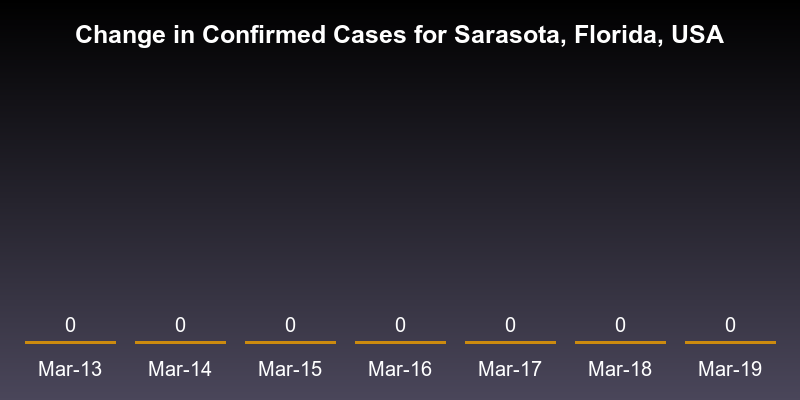 Change in Confirmed Cases for Sarasota, Florida, USA
0 0 0 0 0 0 0
Mar-13 Mar-14 Mar-15 Mar-16 Mar-17 Mar-18 Mar-19